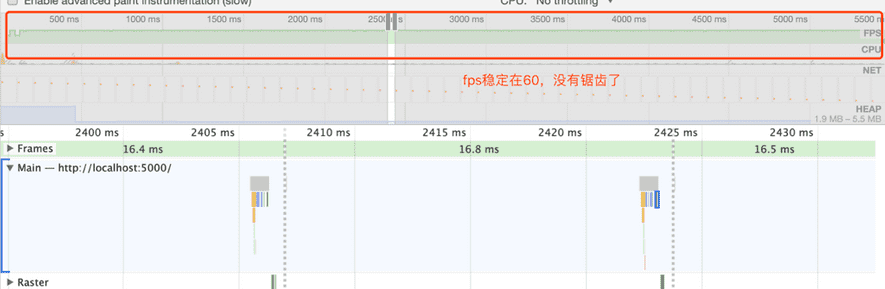 Enable advanced paint instrumentation (slow) CPU: No throttling
500 ms 1000 ms 1500 ms 2000 ms 2500 ms 3000 ms 3500 ms 4000 ms 4500 ms 5000 ms 5500 m
FPS
CPU
NET
fps稳定在60，没有锯齿了
HEAP
1.9 MB – 5.5 MB
s 2400 ms 2405 ms 2410 ms 2415 ms 2420 ms 2425 ms 2430 ms
Frames 16.4 ms 16.8 ms 16.5 ms
Main — http://localhost:5000/
Raster